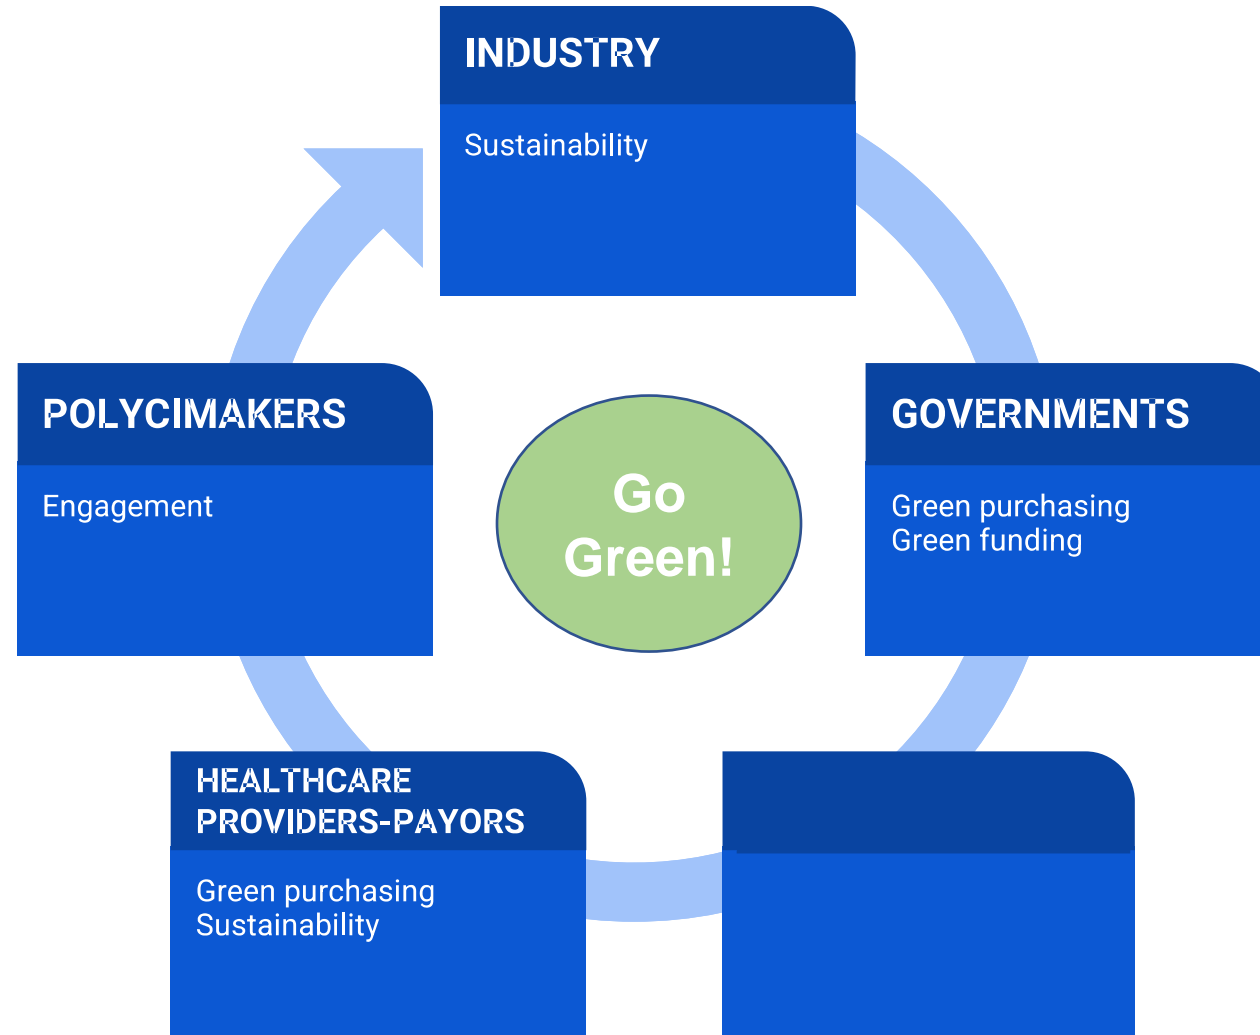 INDUSTRY
Sustainability
POLYCIMAKERS
Engagement
Go
Green!
GOVERNMENTS
Green purchasing
Green funding
HEALTHCARE
PROVIDERS-PAYORS
Green purchasing
Sustainability